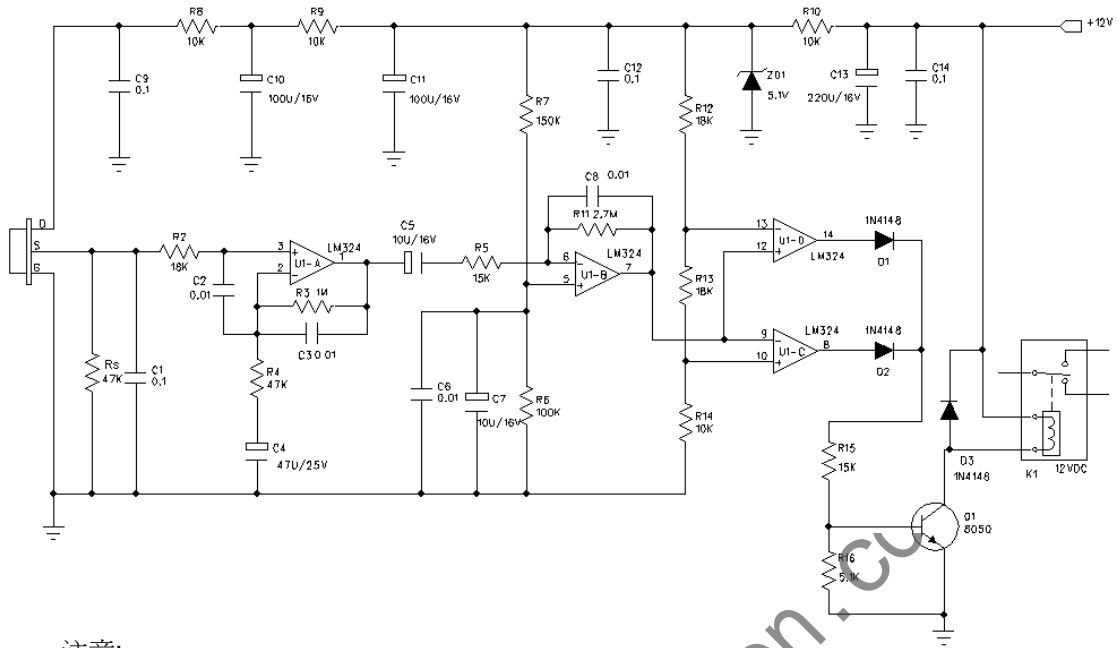 R8
10K
R9
10K
R10
10K
+12V
C9
0.1
C10
100U/16V
C11
100U/16V
C12
0.1
ZD1
5.1V
C13
220U/16V
C14
0.1
R7
150K
R12
18K
D
S
G
R2
18K
C2
0.01
3
+
2
-
U1-A
LM324
1
R3 1M
C3 0.01
C5
10U/16V
R5
15K
C8 0.01
R11 2.7M
LM324
6
-
5
+
U1-B
7
13
-
12
+
U1-D
14
LM324
1N4148
D1
R13
18K
9
-
10
+
U1-C
LM324
8
1N4148
D2
Rs
47K
C1
0.1
R4
47K
C4
47U/25V
C6
0.01
C7
10U/16V
R6
100K
R14
10K
R15
15K
D3
1N4148
K1
12VDC
Q1
8050
R16
5.1K
en.co
注意: